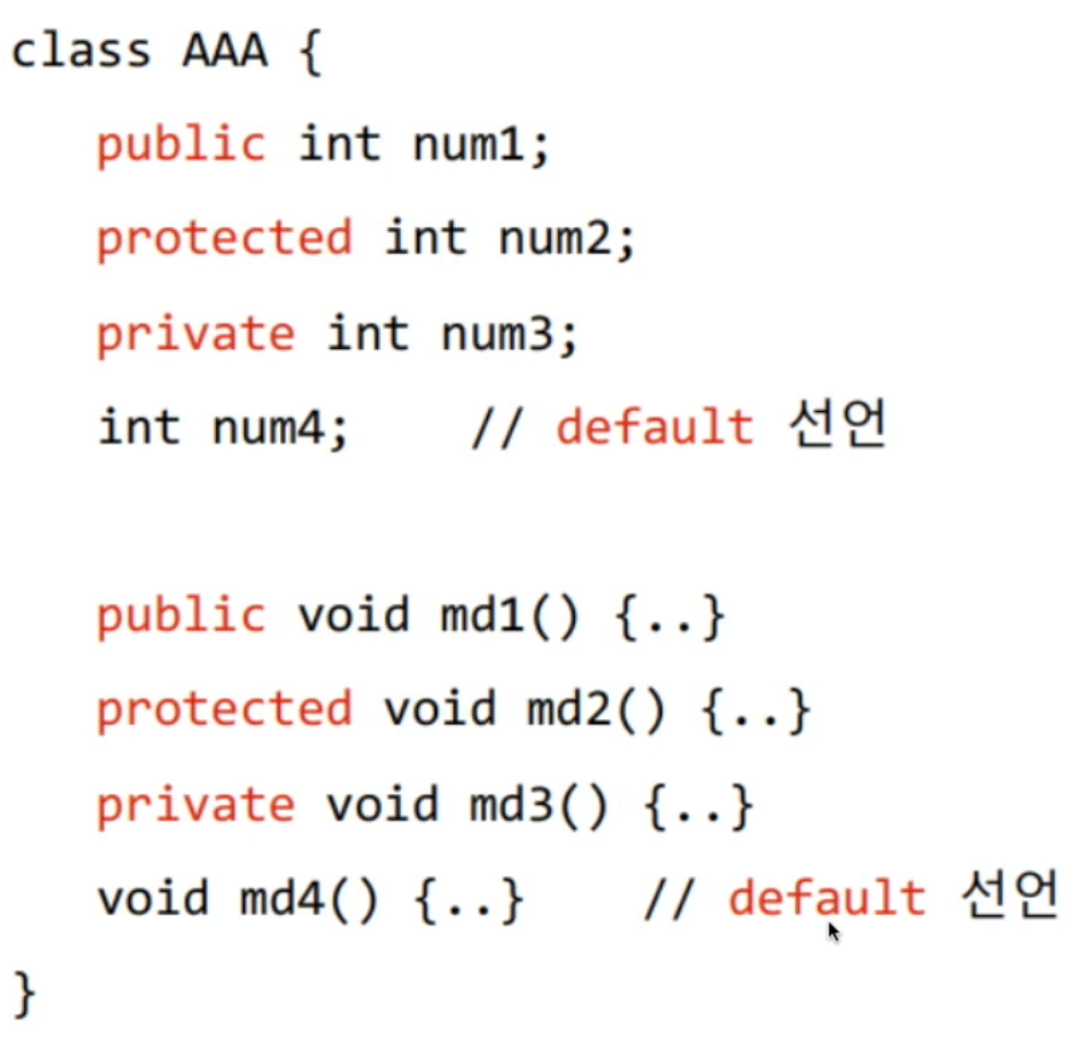 class AAA {
public int num1;
protected int num2;
private int num3;
int num4; // default 선언
public void md1() {..}
protected void md2() {..}
private void md3() {..}
void md4() {..} // default 선언
}